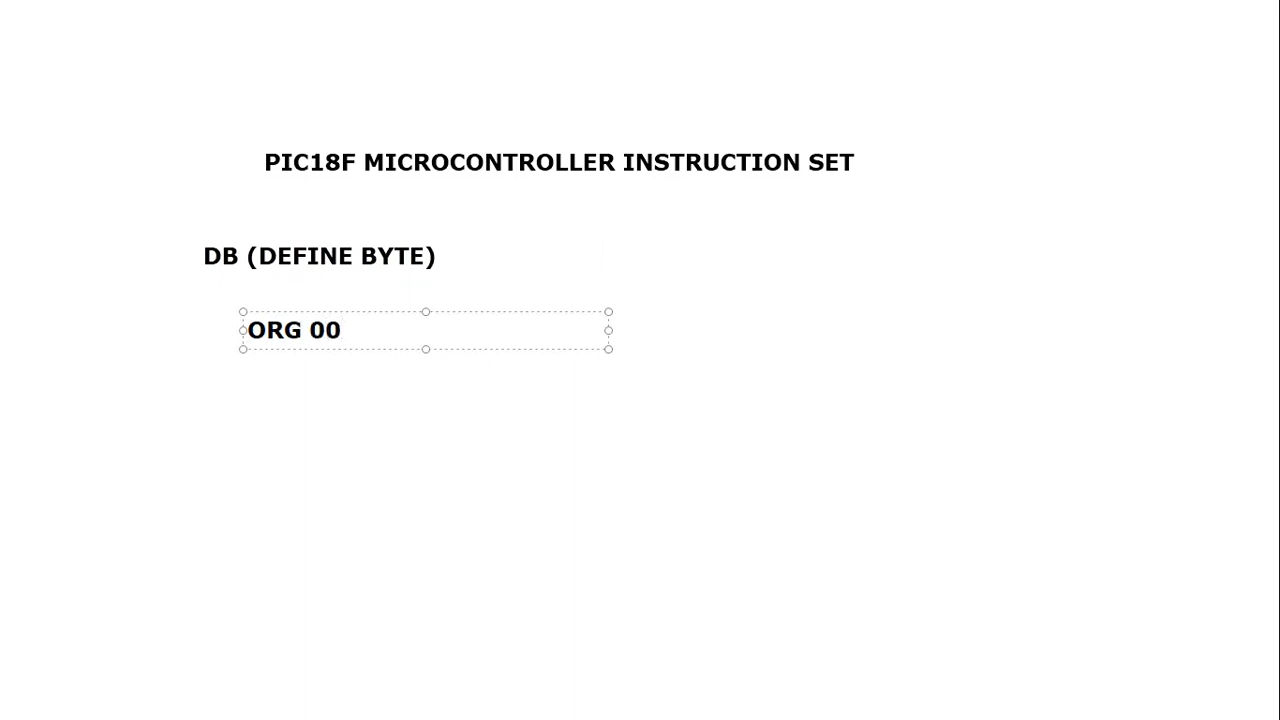 PIC18F MICROCONTROLLER INSTRUCTION SET
DB (DEFINE BYTE)
ORG 00